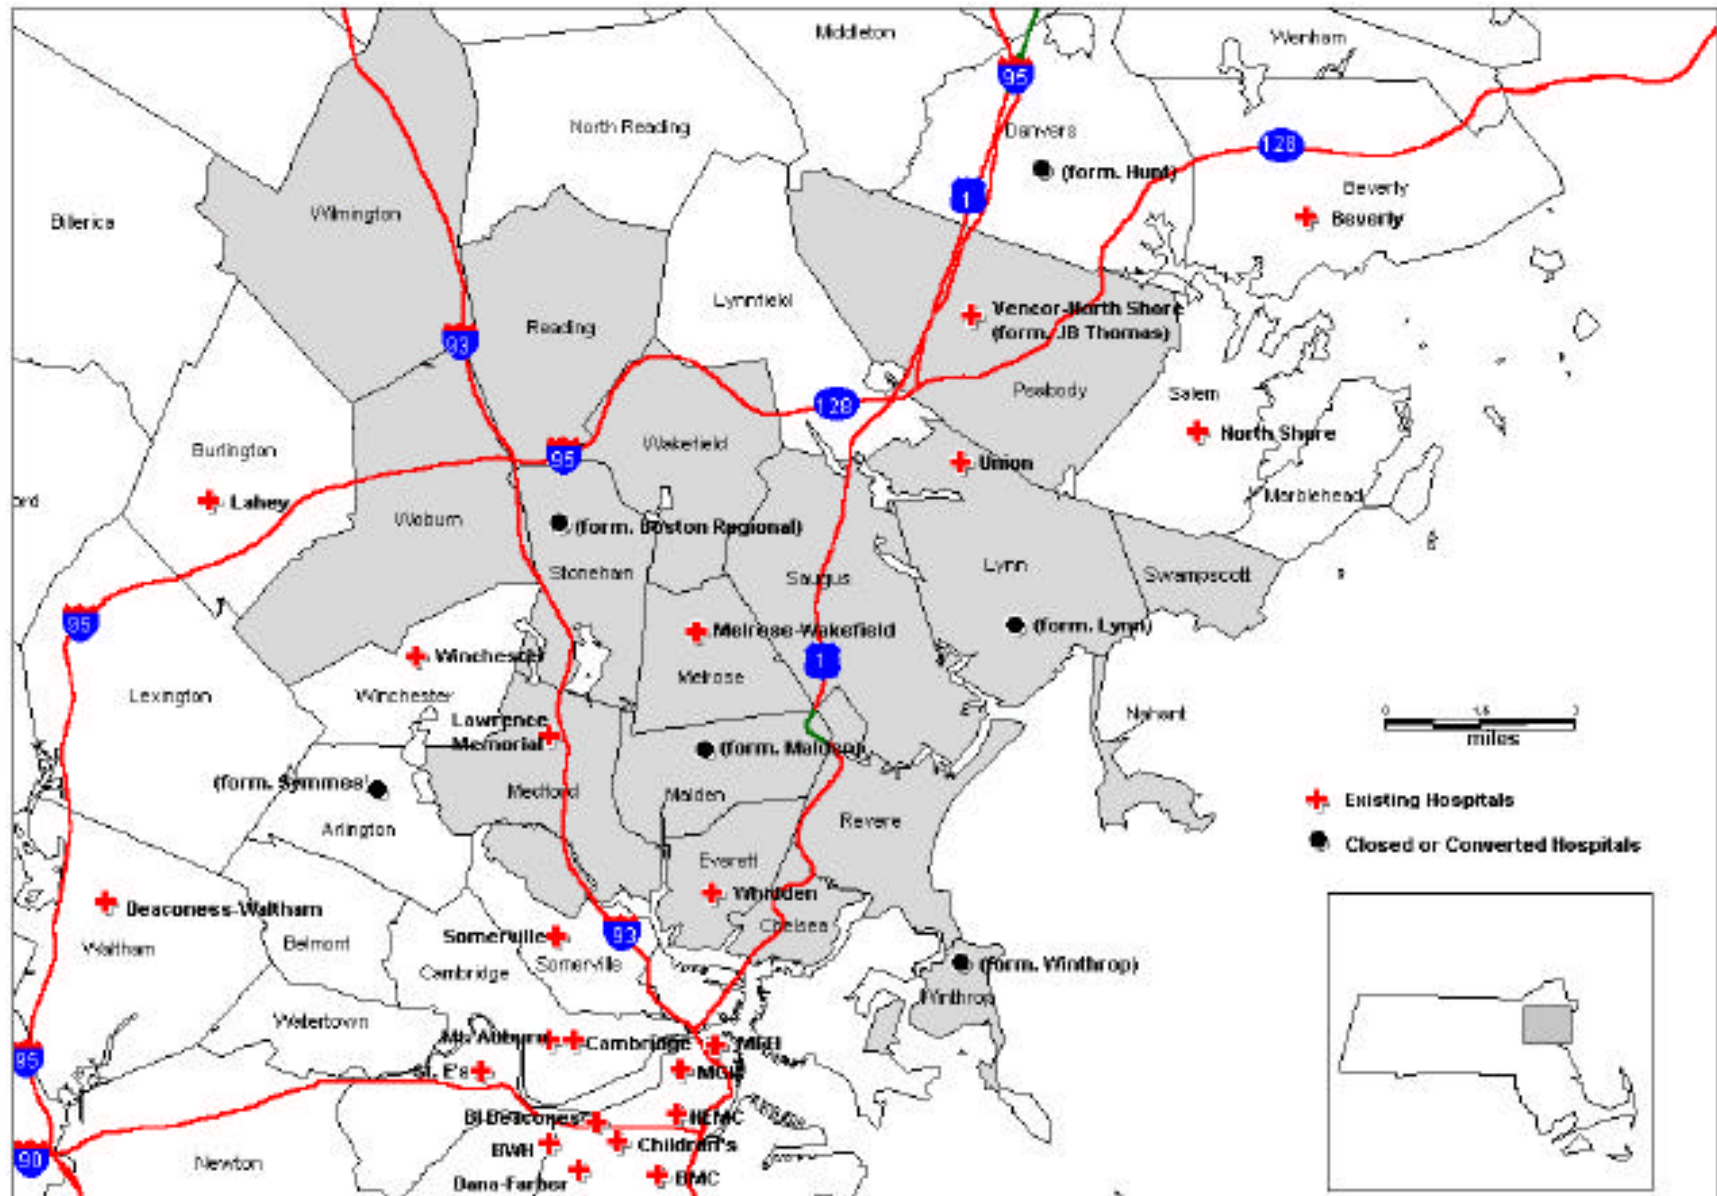 Middleton
Wenham
95
North Reading
Danvers
128
(form. Hunt)
Beverly
1
Beverly
Wilmington
Billerica
Lynnfield
Vencor-North Shore
(form. JB Thomas)
Reading
93
Peabody
Salem
128
North Shore
Wakefield
Burlington
95
Union
Marblehead
Lahey
ord
Woburn
(form. Boston Regional)
Stoneham
Saugus
Lynn
Swampscott
95
(form. Lynn)
Melrose-Wakefield
Winchester
1
Melrose
Lexington
Winchester
Nahant
Lawrence
Memorial
(form. Malden)
0 1.5 3
miles
(form. Symmes)
Medford
Malden
Existing Hospitals
Arlington
Revere
Closed or Converted Hospitals
Everett
Whidden
Deaconess-Waltham
Chelsea
Waltham
Belmont
Somerville
93
Somerville
Cambridge
(form. Winthrop)
Winthrop
Watertown
Mt. Auburn
Cambridge
95
St. E's
MGH
BI Deaconess
NEMC
BWH
Children's
90
Newton
Dana-Farber
BMC